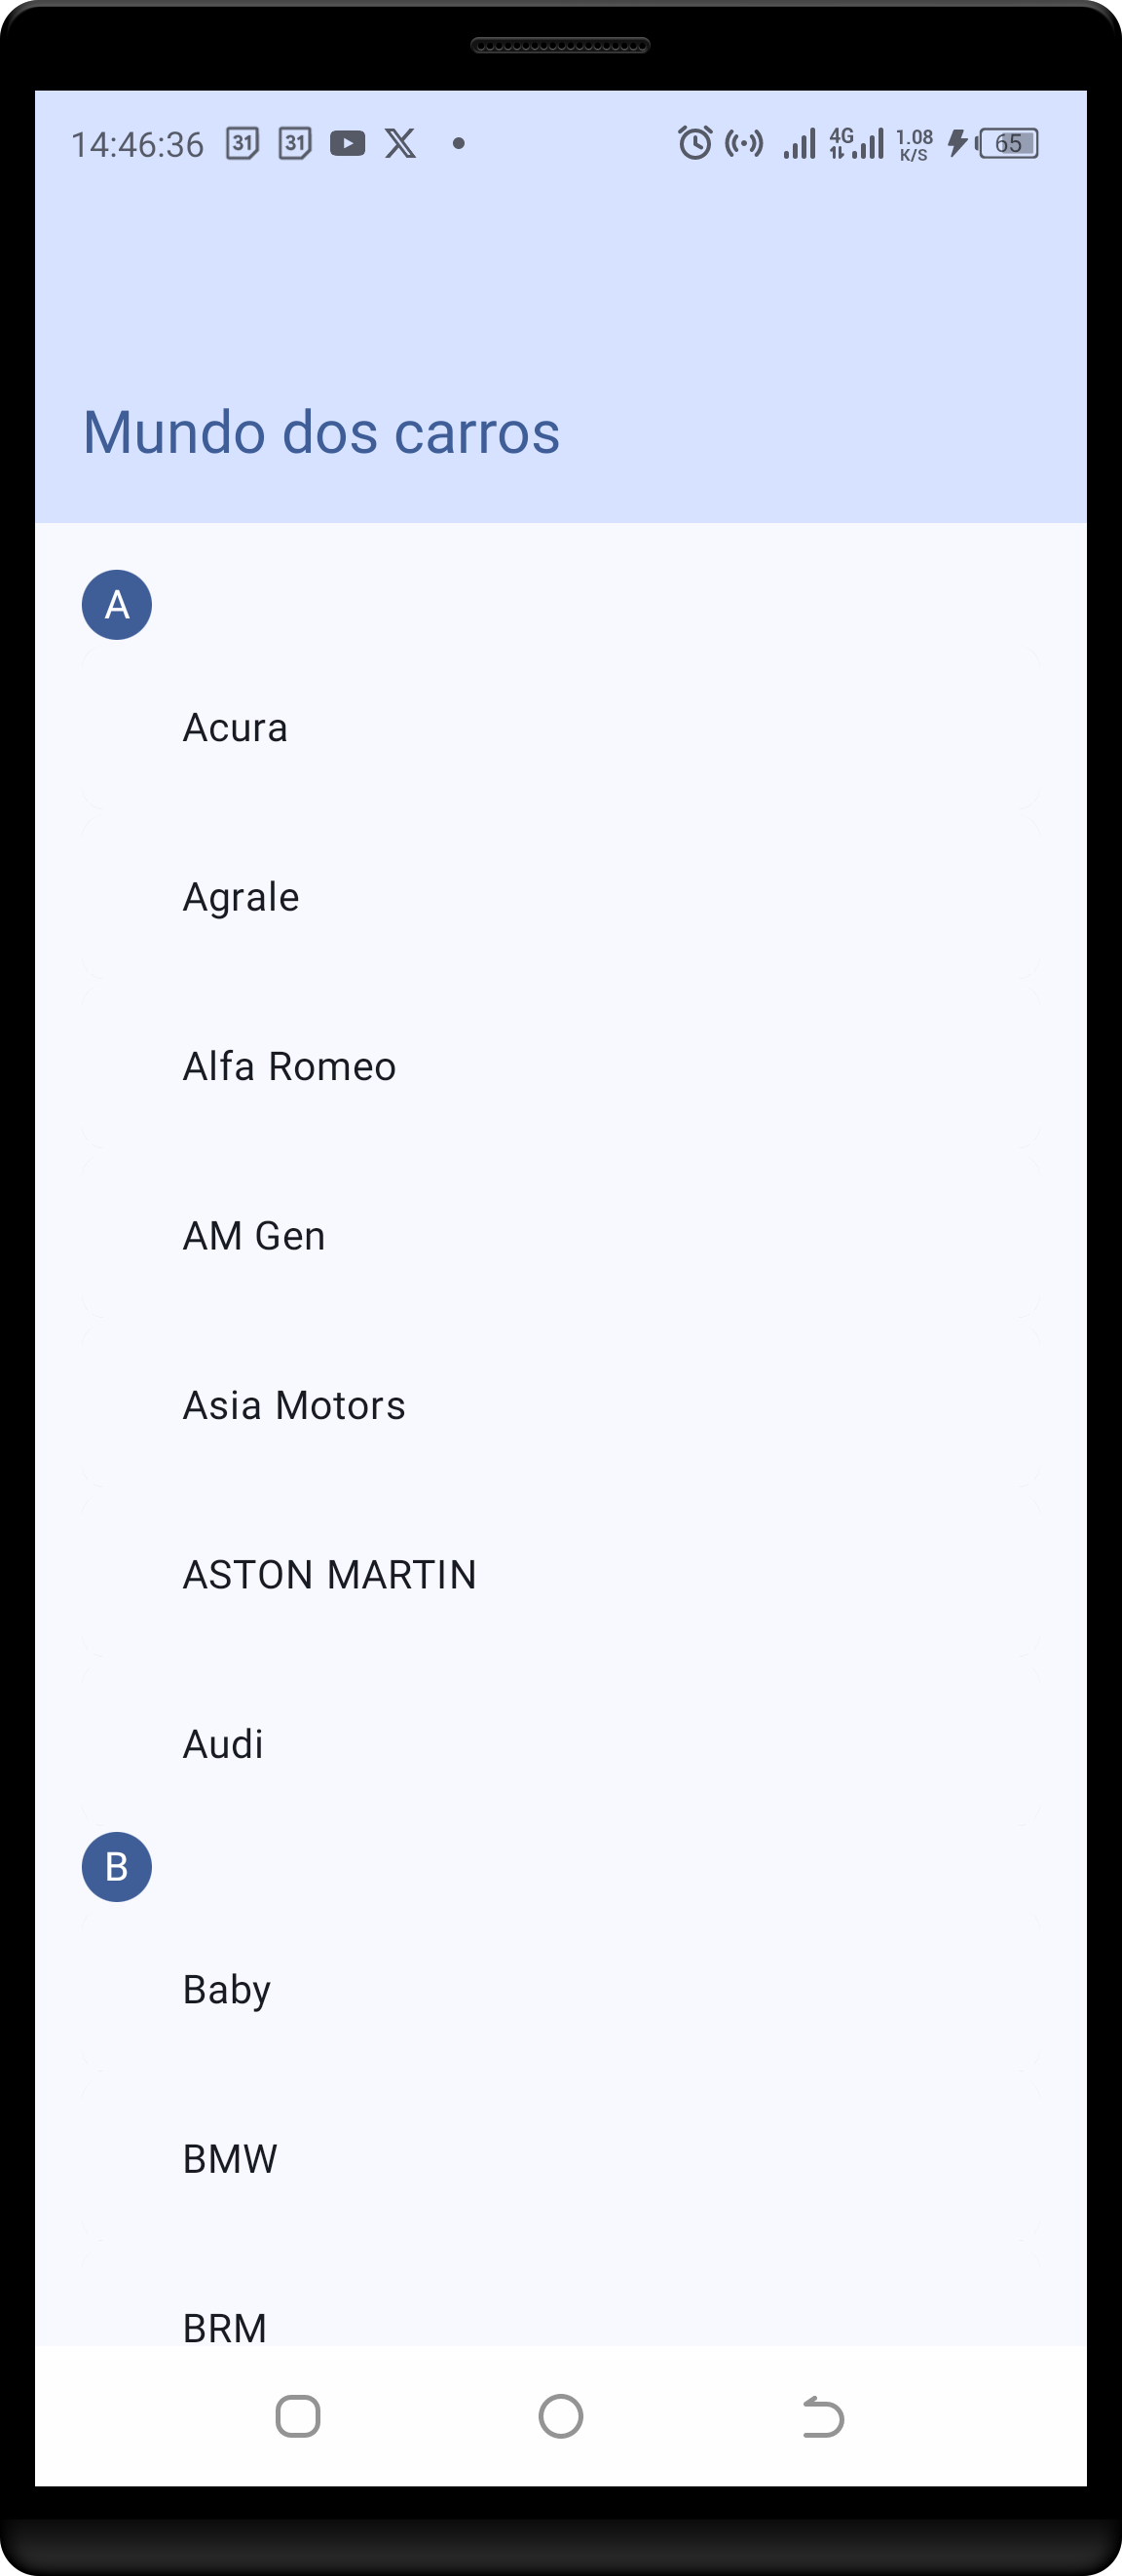 14:46:36 31 31 4G 1.08 K/S 65
Mundo dos carros
A
Acura
Agrale
Alfa Romeo
AM Gen
Asia Motors
ASTON MARTIN
Audi
B
Baby
BMW
BRM